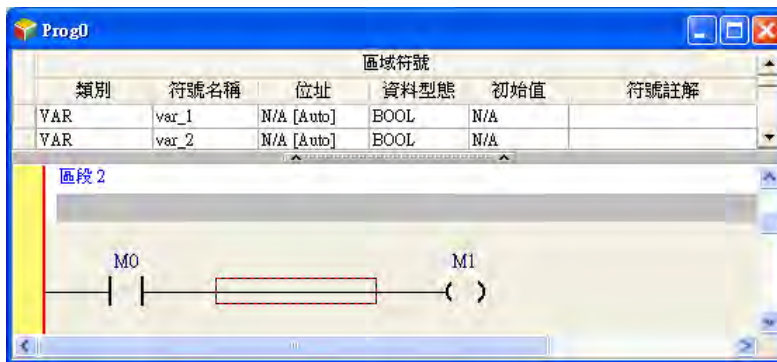 Prog0
區域符號
類別 符號名稱 位址 資料型態 初始值 符號註解
VAR var_1 N/A [Auto] BOOL N/A
VAR var_2 N/A [Auto] BOOL N/A
區段 2
M0 M1